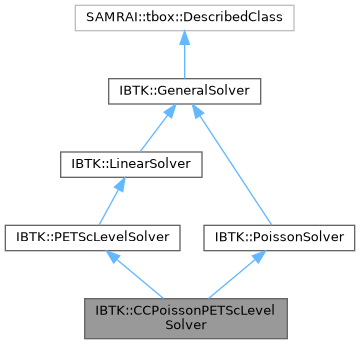 SAMRAI::tbox::DescribedClass
IBTK::GeneralSolver
IBTK::LinearSolver
IBTK::PETScLevelSolver
IBTK::PoissonSolver
IBTK::CCPoissonPETScLevel
Solver